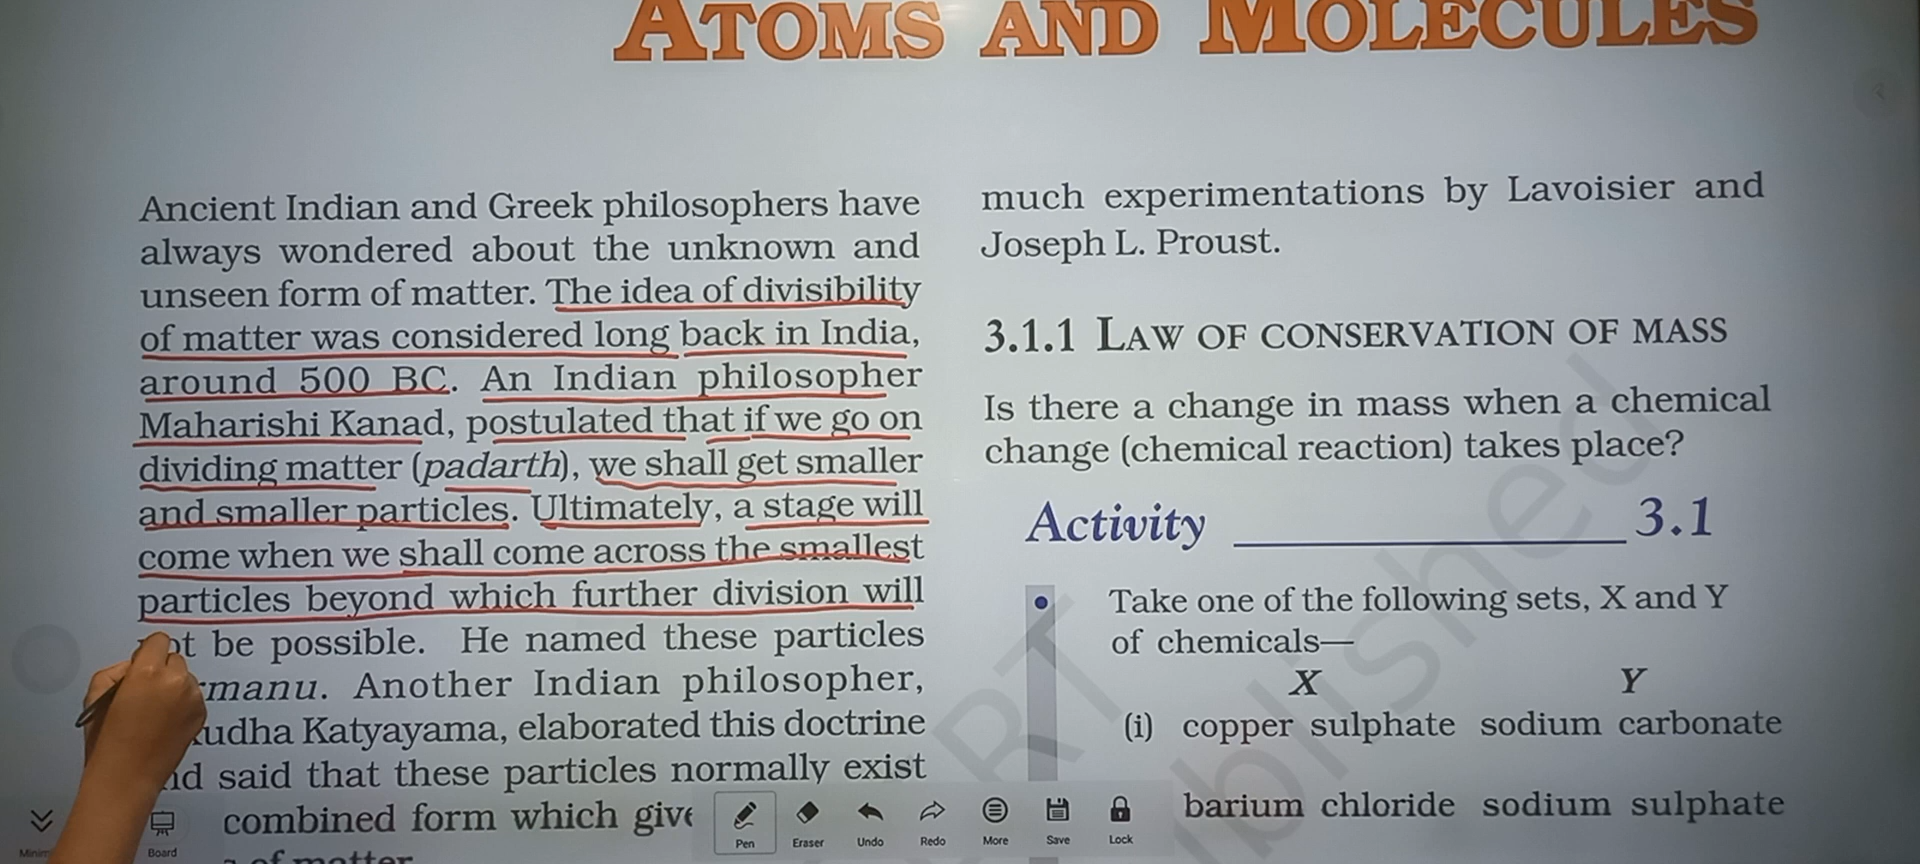 ATOMS AND MOLECULES
Ancient Indian and Greek philosophers have
always wondered about the unknown and
unseen form of matter. The idea of divisibility
of matter was considered long back in India,
around 500 BC. An Indian philosopher
Maharishi Kanad, postulated that if we go on
dividing matter (padarth), we shall get smaller
and smaller particles. Ultimately, a stage will
come when we shall come across the smallest
particles beyond which further division will
be possible. He named these particles
manu. Another Indian philosopher,
udha Katyayama, elaborated this doctrine
said that these particles normally exist
combined form which give
of matter
much experimentations by Lavoisier and
Joseph L. Proust.
3.1.1 LAW OF CONSERVATION OF MASS
Is there a change in mass when a chemical
change (chemical reaction) takes place?
Activity 3.1
• Take one of the following sets, X and Y
of chemicals—
X Y
(i) copper sulphate sodium carbonate
barium chloride sodium sulphate
Board
Pen Eraser Undo Redo More Save Lock